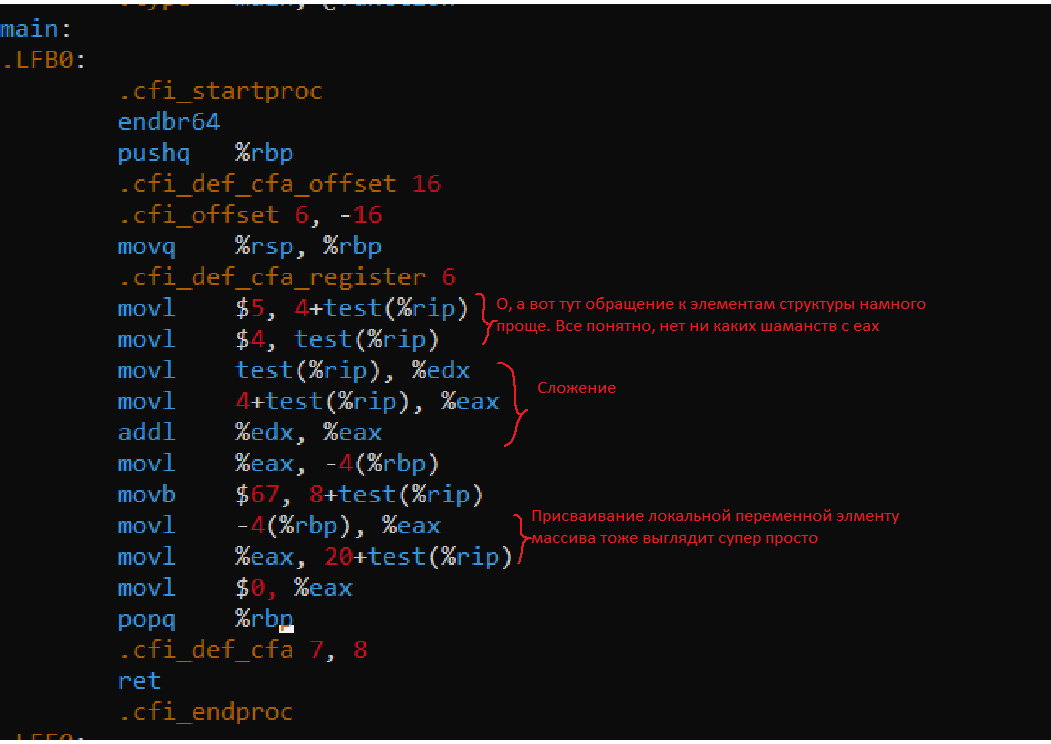 main:
.LFB0:
.cfi_startproc
endbr64
pushq %rbp
.cfi_def_cfa_offset 16
.cfi_offset 6, -16
movq %rsp, %rbp
.cfi_def_cfa_register 6
movl $5, 4+test(%rip)
О, а вот тут обращение к элементам структуры намного
проще. Все понятно, нет ни каких шаманств с eax
movl $4, test(%rip)
movl test(%rip), %edx
movl 4+test(%rip), %eax
Сложение
addl %edx, %eax
movl %eax, -4(%rbp)
movb $67, 8+test(%rip)
movl -4(%rbp), %eax
Присваивание локальной переменной элменту
массива тоже выглядит супер просто
movl %eax, 20+test(%rip)
movl $0, %eax
popq %rbp
.cfi_def_cfa 7, 8
ret
.cfi_endproc